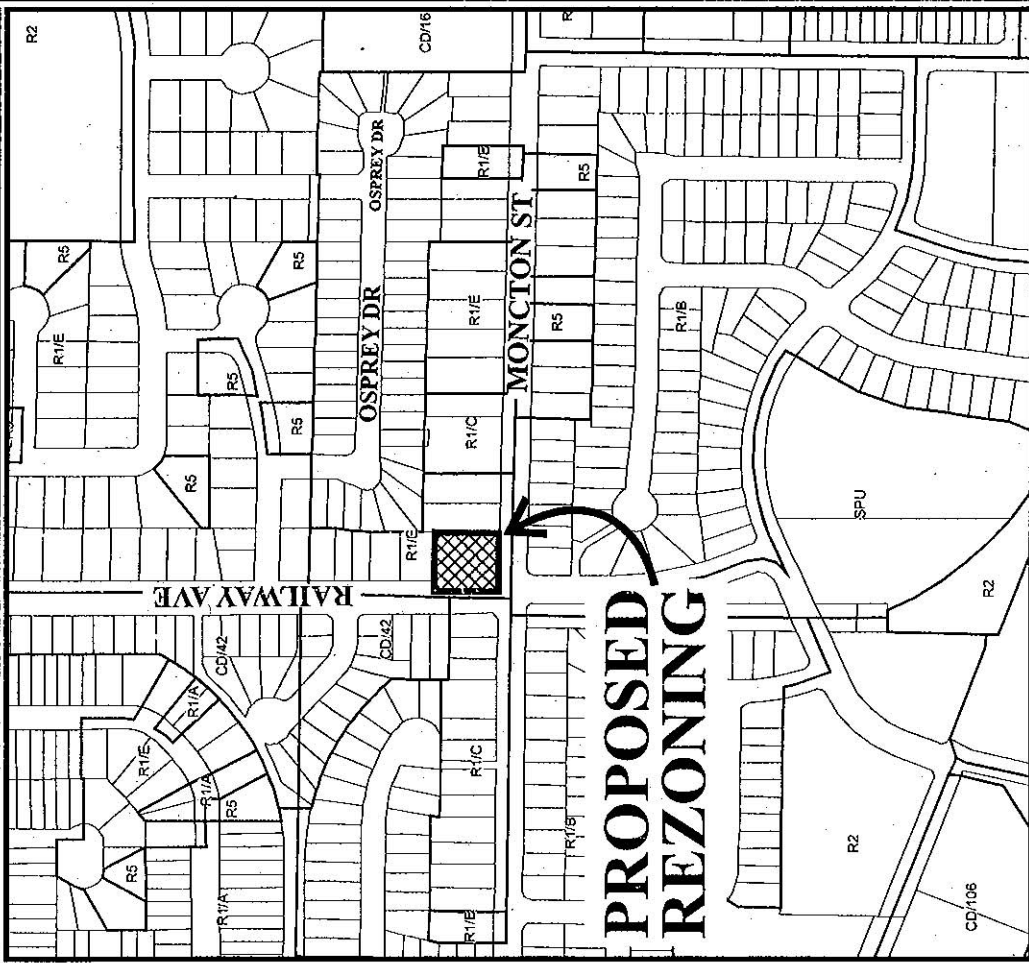 R2
CD/16
R
R5
R1/E
R5
R5
R5
R5
RAILWAY AVE
OSPREY DR
OSPREY DR
R1/E
R1/E
R1/C
R1/E
MONCTON ST
R5
R5
R1/B
SPU
R2
CD/42
CD/42
R1/A
R1/E
R1/A
R5
R5
R1/A
R1/C
R1/E
R1/B
PROPOSED
REZONING
R2
CD/106